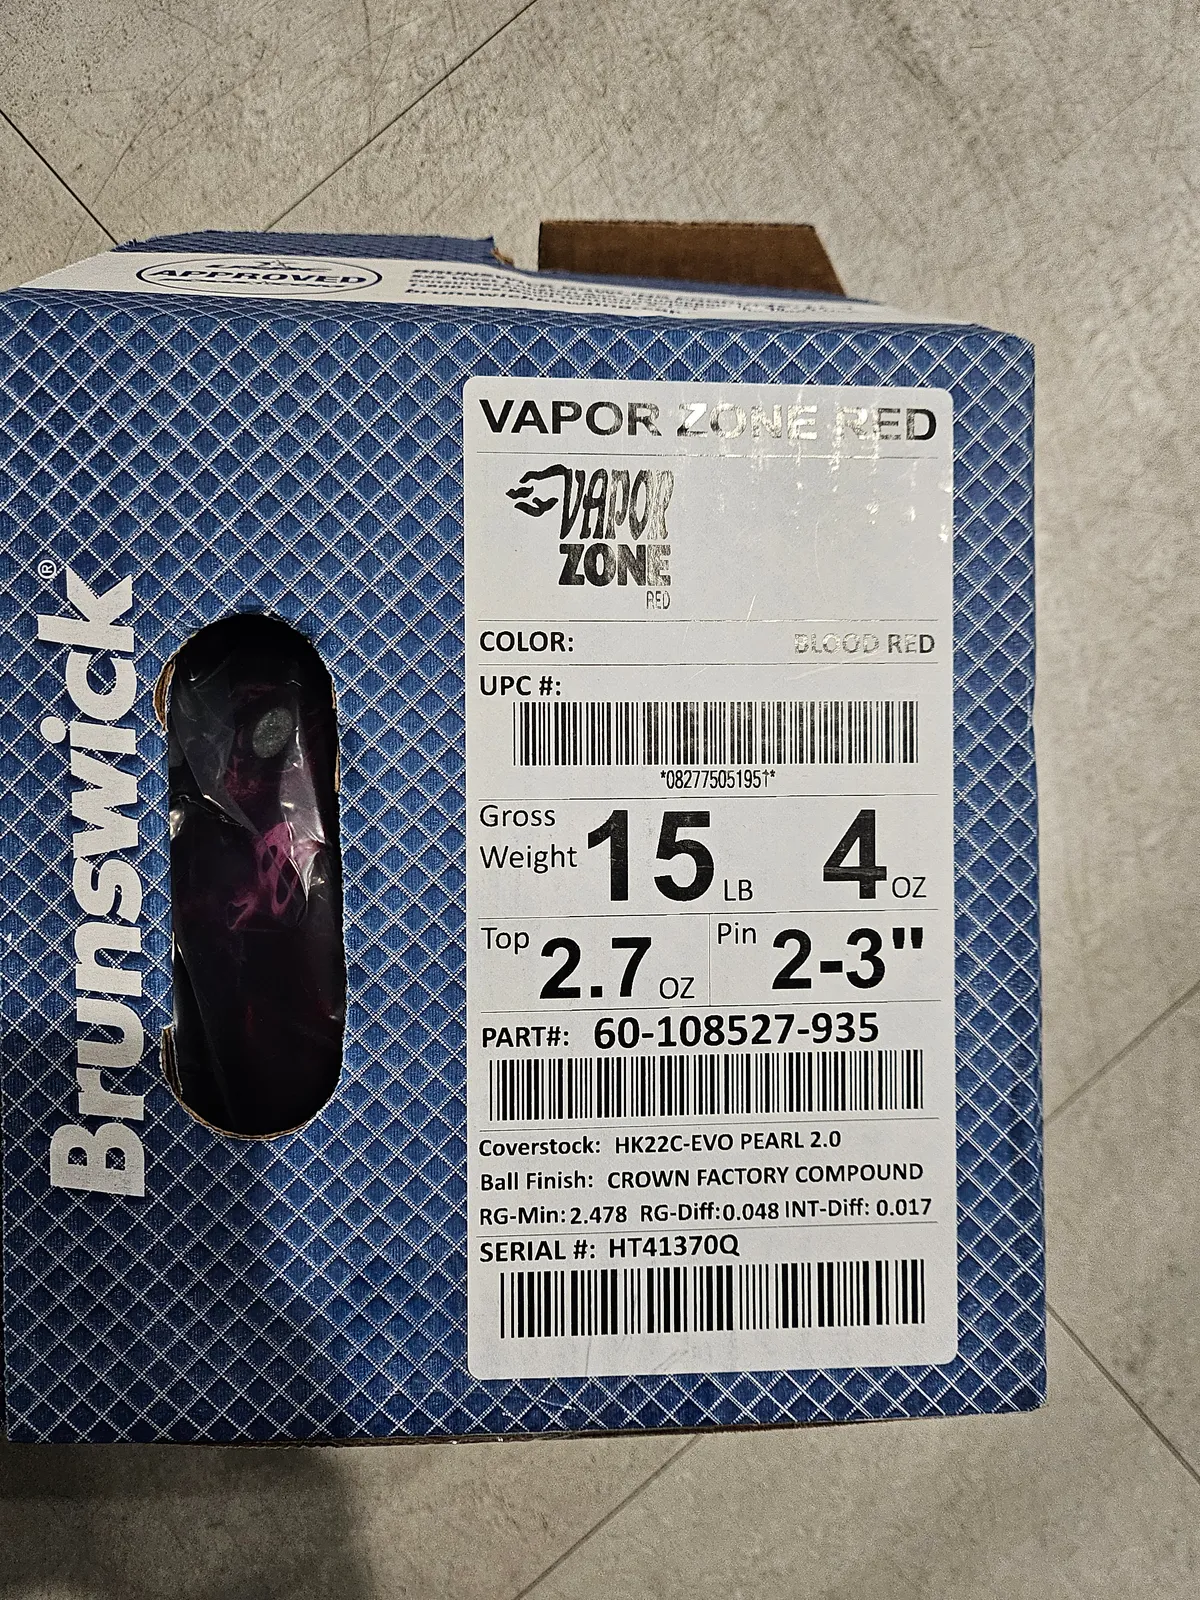 APPROVED
Brunswick®
VAPOR ZONE RED
VAPOR
ZONE
RED
COLOR: BLOOD RED
UPC #:
Gross
Weight 15 LB 4 OZ
Top 2.7 OZ Pin 2-3"
PART#: 60-108527-935
Coverstock: HK22C-EVO PEARL 2.0
Ball Finish: CROWN FACTORY COMPOUND
RG-Min: 2.478 RG-Diff: 0.048 INT-Diff: 0.017
SERIAL #: HT41370Q